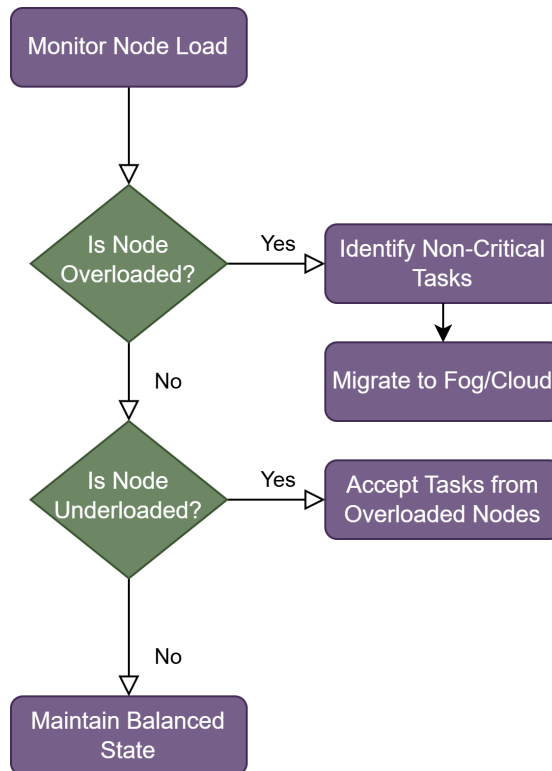 Monitor Node Load
Is Node
Overloaded?
Yes
Identify Non-Critical
Tasks
Migrate to Fog/Cloud
No
Is Node
Underloaded?
Yes
Accept Tasks from
Overloaded Nodes
No
Maintain Balanced
State